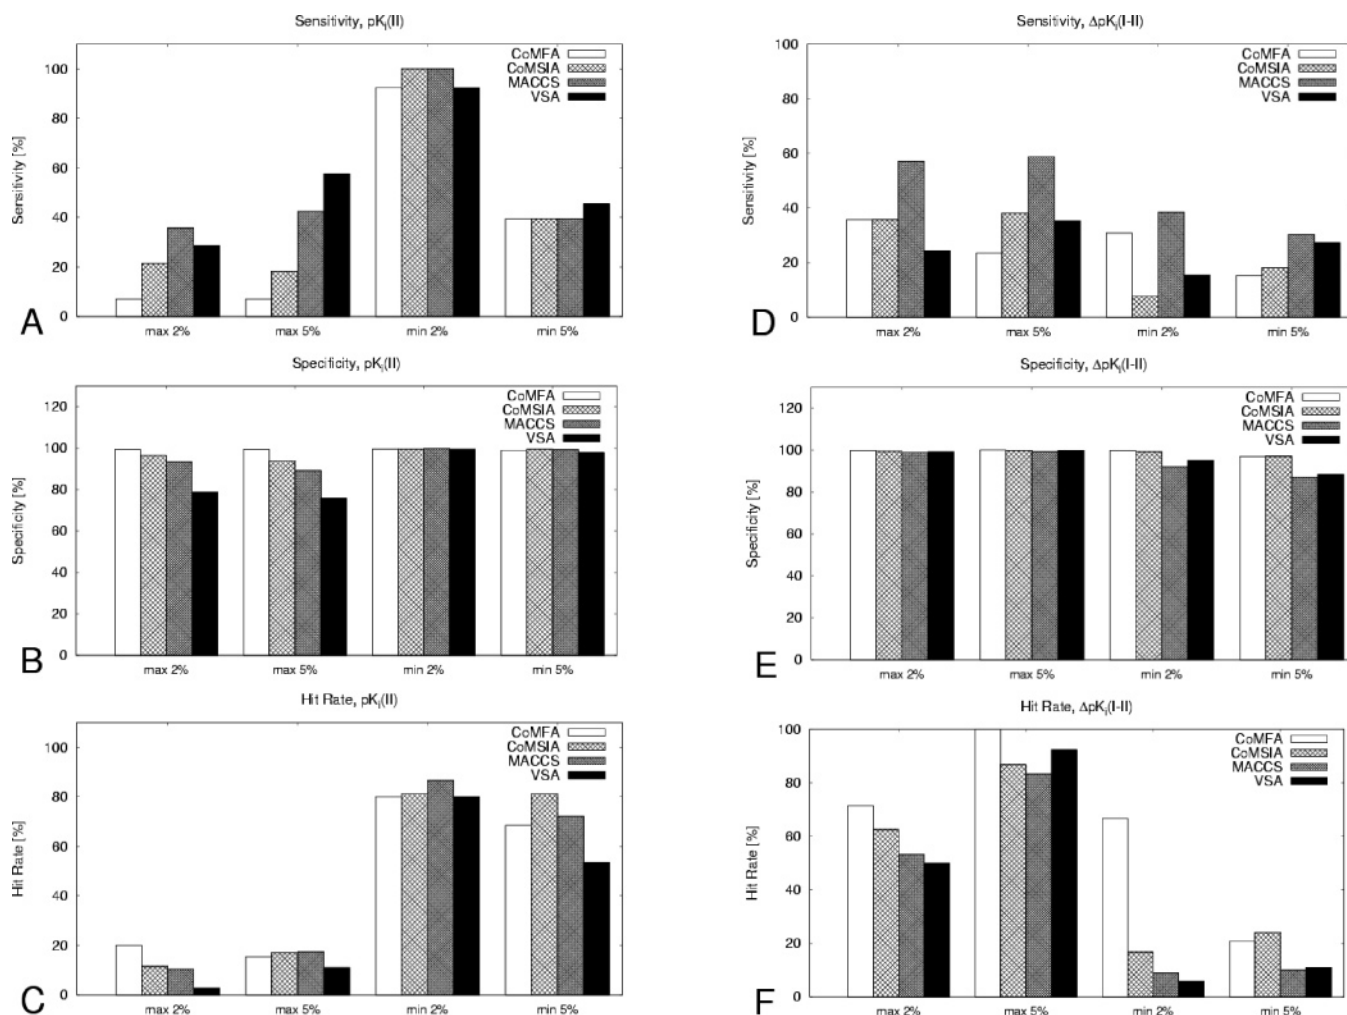 Sensitivity, pKi(II)
CoMFA
CoMSIA
MACCS
VSA
100
80
60
40
20
0
Sensitivity [%]
max 2%
max 5%
min 2%
min 5%
A
Specificity, pKi(II)
CoMFA
CoMSIA
MACCS
VSA
120
100
80
60
40
20
0
Specificity [%]
max 2%
max 5%
min 2%
min 5%
B
Hit Rate, pKi(II)
CoMFA
CoMSIA
MACCS
VSA
100
80
60
40
20
0
Hit Rate [%]
max 2%
max 5%
min 2%
min 5%
C
Sensitivity, ΔpKi(I-II)
CoMFA
CoMSIA
MACCS
VSA
100
80
60
40
20
0
Sensitivity [%]
max 2%
max 5%
min 2%
min 5%
D
Specificity, ΔpKi(I-II)
CoMFA
CoMSIA
MACCS
VSA
120
100
80
60
40
20
0
Specificity [%]
max 2%
max 5%
min 2%
min 5%
E
Hit Rate, ΔpKi(I-II)
CoMFA
CoMSIA
MACCS
VSA
100
80
60
40
20
0
Hit Rate [%]
max 2%
max 5%
min 2%
min 5%
F